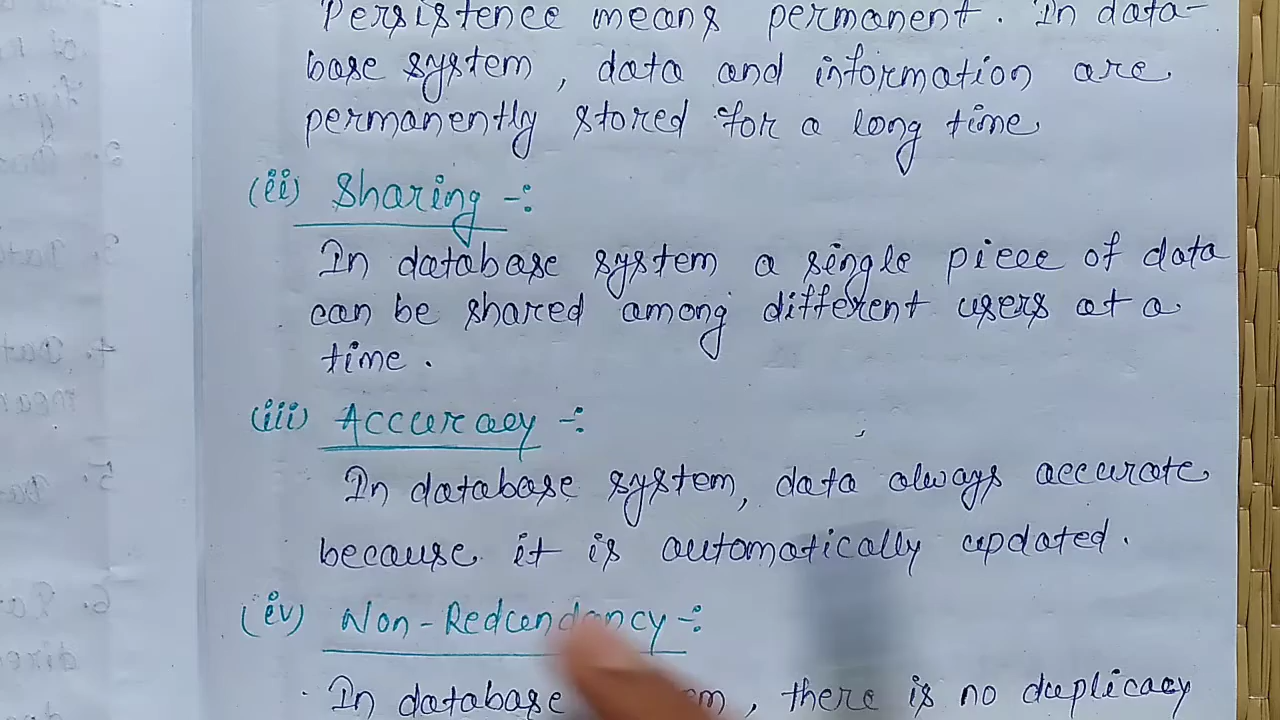 Persistence means permanent. In data-
base system, data and information are
permanently stored for a long time
(ii) Sharing -:
In database system a single piece of data
can be shared among different users at a
time.
(iii) Accuracy -:
In database system, data always accurate
because it is automatically updated.
(iv) Non-Redundancy -:
In database, there is no duplicacy